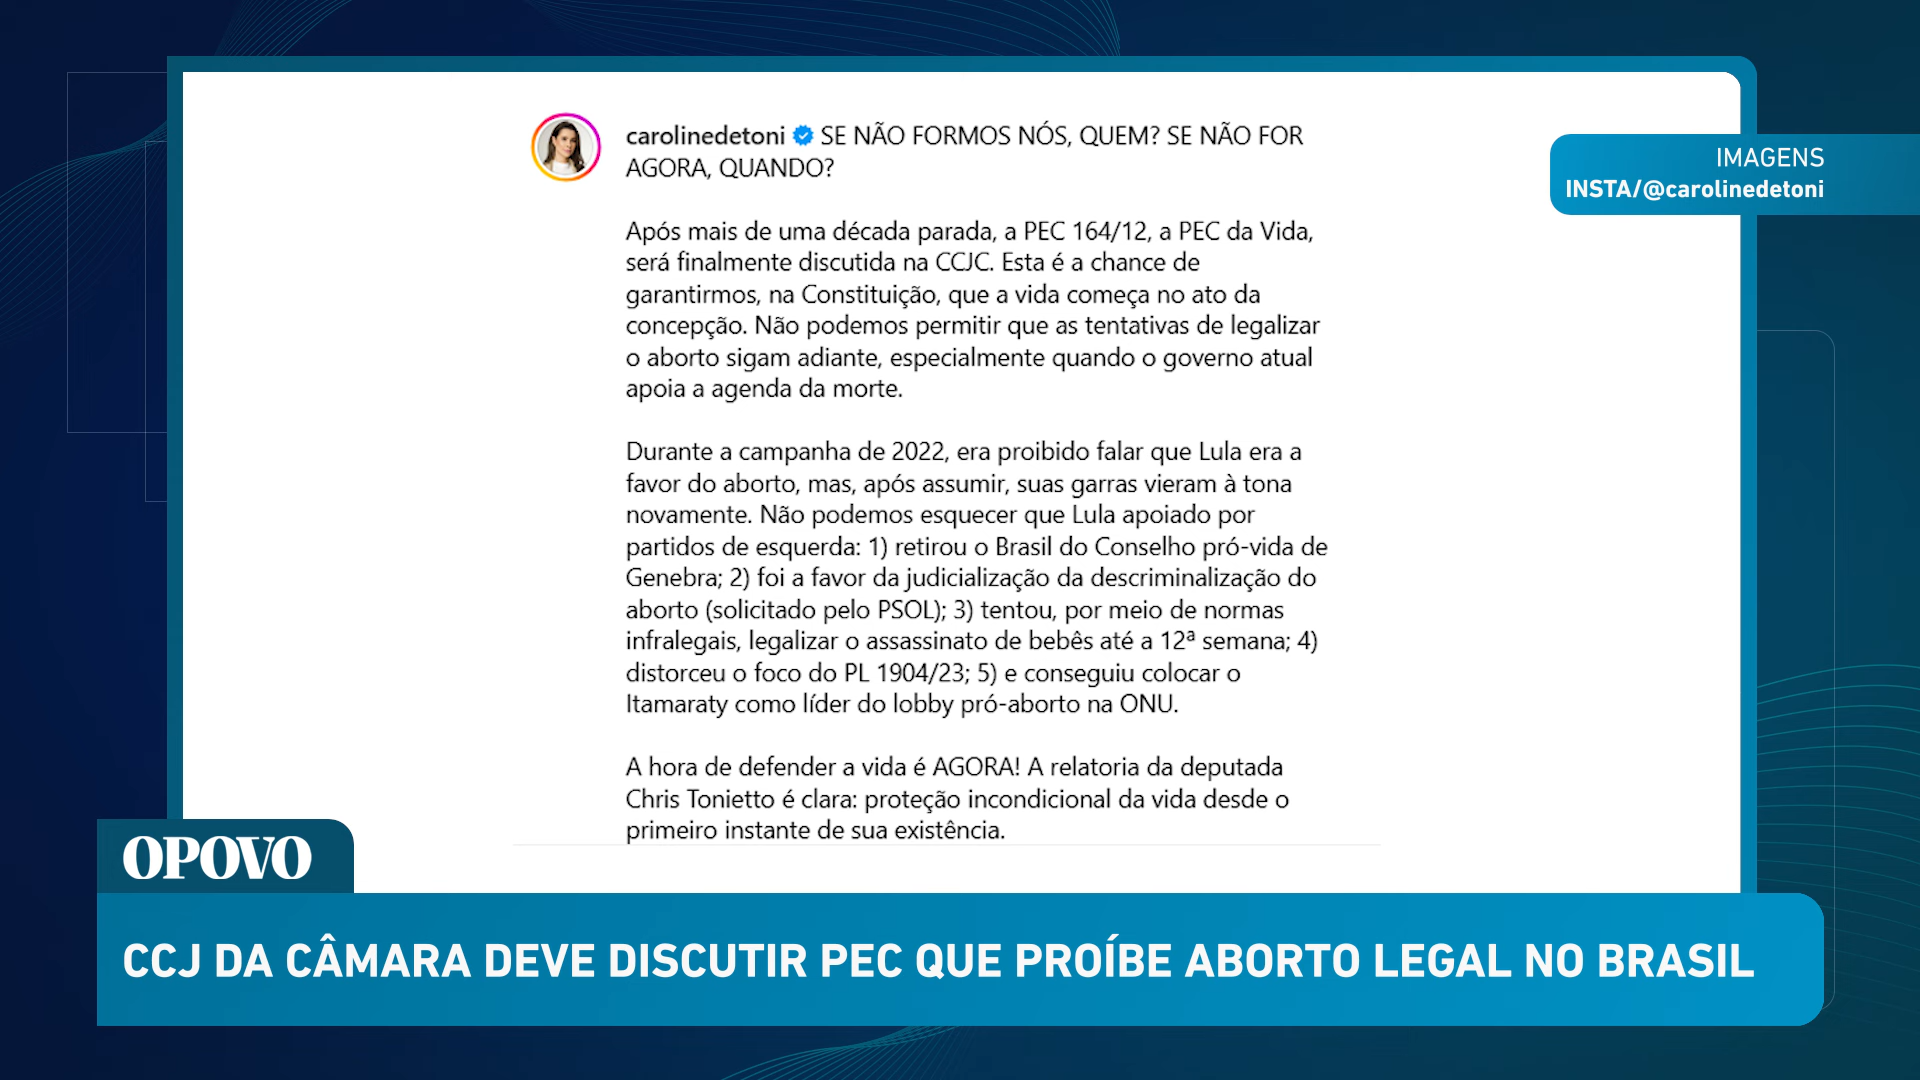 carolinedetoni SE NÃO FORMOS NÓS, QUEM? SE NÃO FOR
AGORA, QUANDO?
Após mais de uma década parada, a PEC 164/12, a PEC da Vida,
será finalmente discutida na CCJC. Esta é a chance de
garantirmos, na Constituição, que a vida começa no ato da
concepção. Não podemos permitir que as tentativas de legalizar
o aborto sigam adiante, especialmente quando o governo atual
apoia a agenda da morte.
Durante a campanha de 2022, era proibido falar que Lula era a
favor do aborto, mas, após assumir, suas garras vieram à tona
novamente. Não podemos esquecer que Lula apoiado por
partidos de esquerda: 1) retirou o Brasil do Conselho pró-vida de
Genebra; 2) foi a favor da judicialização da descriminalização do
aborto (solicitado pelo PSOL); 3) tentou, por meio de normas
infralegais, legalizar o assassinato de bebês até a 12ª semana; 4)
distorceu o foco do PL 1904/23; 5) e conseguiu colocar o
Itamaraty como líder do lobby pró-aborto na ONU.
A hora de defender a vida é AGORA! A relatoria da deputada
Chris Tonietto é clara: proteção incondicional da vida desde o
primeiro instante de sua existência.
IMAGENS
INSTA/@carolinedetoni
OPOVO
CCJ DA CÂMARA DEVE DISCUTIR PEC QUE PROÍBE ABORTO LEGAL NO BRASIL